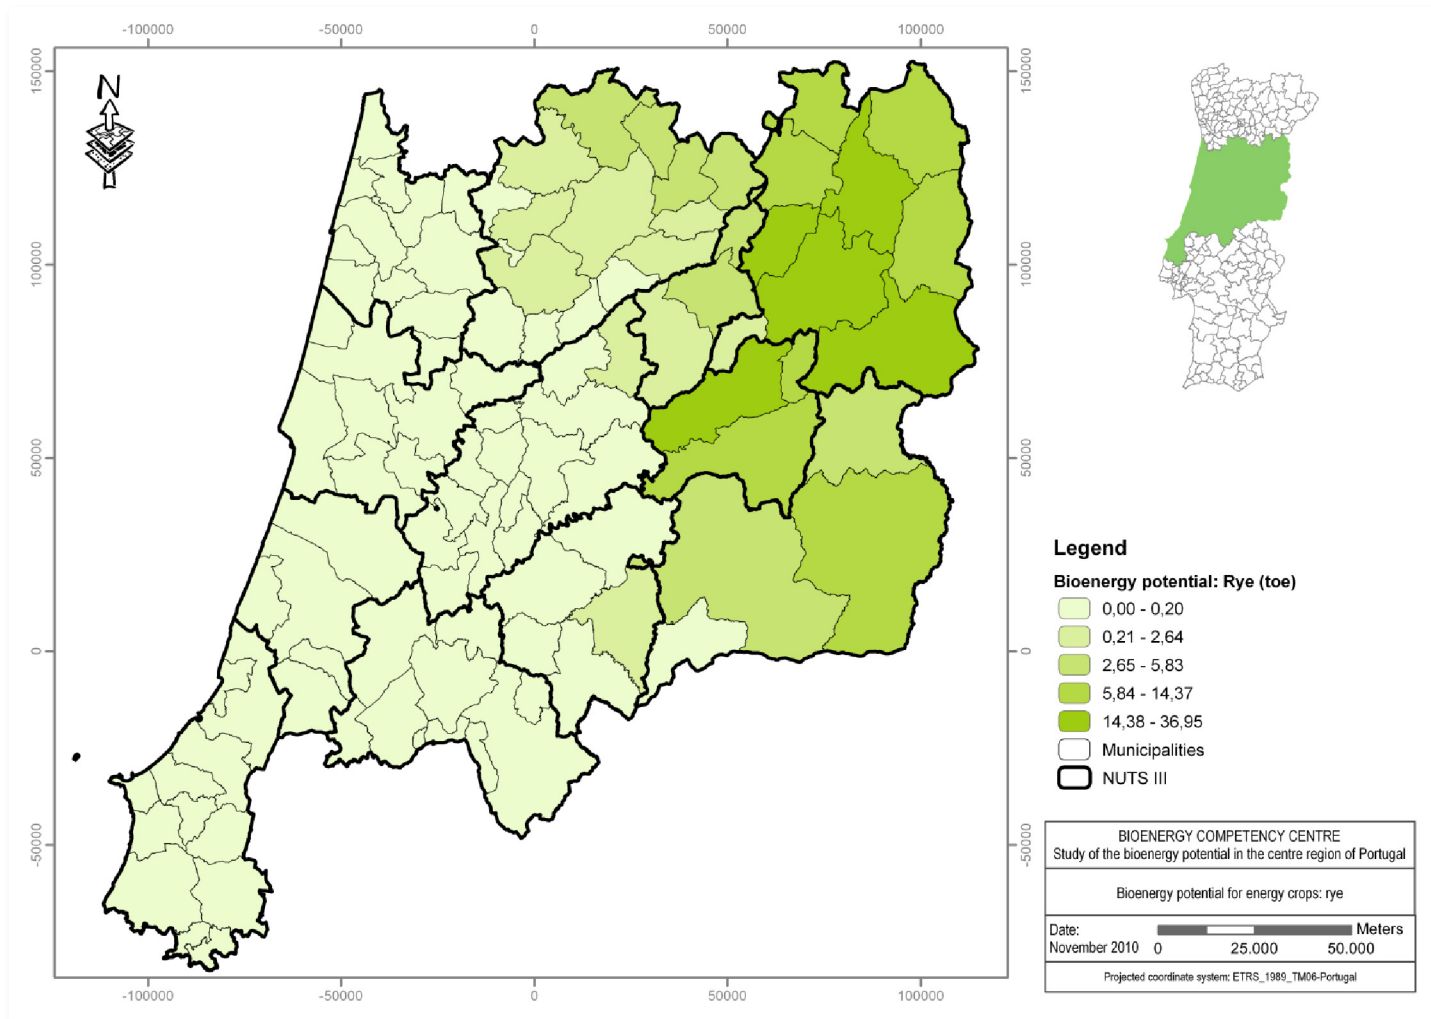 -100000 -50000 0 50000 100000
150000 150000
N
100000 100000
50000 50000
0 0
-50000 -50000
-100000 -50000 0 50000 100000
Legend
Bioenergy potential: Rye (toe)
0,00 - 0,20
0,21 - 2,64
2,65 - 5,83
5,84 - 14,37
14,38 - 36,95
Municipalities
NUTS III
BIOENERGY COMPETENCY CENTRE
Study of the bioenergy potential in the centre region of Portugal
Bioenergy potential for energy crops: rye
Date: Meters
November 2010 0 25.000 50.000
Projected coordinate system: ETRS_1989_TM06-Portugal